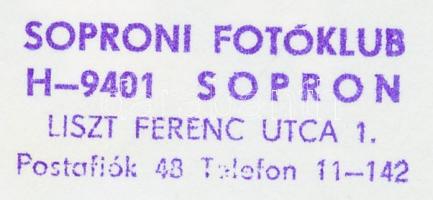 SOPRONI FOTÓKLUB
H-9401 SOPRON
LISZT FERENC UTCA 1.
Postafiók 48 Telefon 11-142